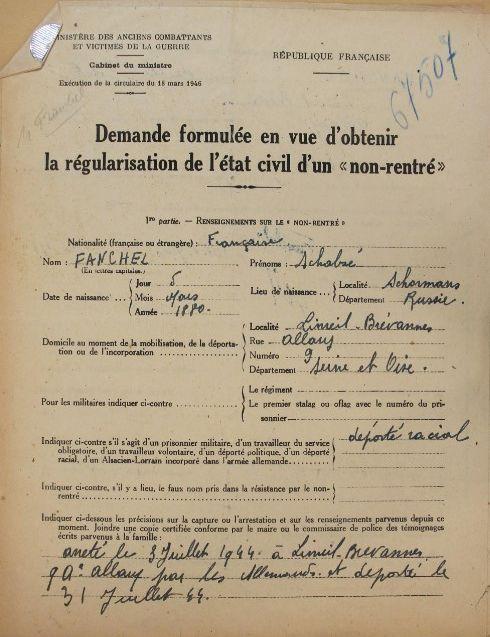 MINISTÈRE DES ANCIENS COMBATTANTS
ET VICTIMES DE LA GUERRE
Cabinet du ministre
Exécution de la circulaire du 18 mars 1946
RÉPUBLIQUE FRANÇAISE
67507
Demande formulée en vue d'obtenir
la régularisation de l'état civil d'un « non-rentré »
1re partie. — RENSEIGNEMENTS SUR LE « NON-RENTRÉ »
Nationalité (française ou étrangère) : Française
Nom : FANCHEL Prénoms :
(En lettres capitales.)
Date de naissance Jour 5
Mois Mars
Année 1880.
Lieu de naissance Localité
Département Russie.
Domicile au moment de la mobilisation, de la déportation ou de l'incorporation
Localité Limeil-Brévannes
Rue allary
Numéro 9
Département Seine et Oise.
Pour les militaires indiquer ci-contre
Le régiment
Le premier stalag ou oflag avec le numéro du prisonnier
Indiquer ci-contre s'il s'agit d'un prisonnier militaire, d'un travailleur du service
obligatoire, d'un travailleur volontaire, d'un déporté politique, d'un déporté
racial, d'un Alsacien-Lorrain incorporé dans l'armée allemande
déporté racial
Indiquer ci-contre, s'il y a lieu, le faux nom pris dans la résistance par le non-
rentré
Indiquer ci-dessous les précisions sur la capture ou l'arrestation et sur les renseignements parvenus depuis ce
moment. Joindre une copie certifiée conforme par le maire ou le commissaire de police des témoignages
écrits parvenus à la famille :
arreté le 3 Juillet 1944 à Limeil-Brévannes
allary par les Allemands et deporté le
31 Juillet 44.